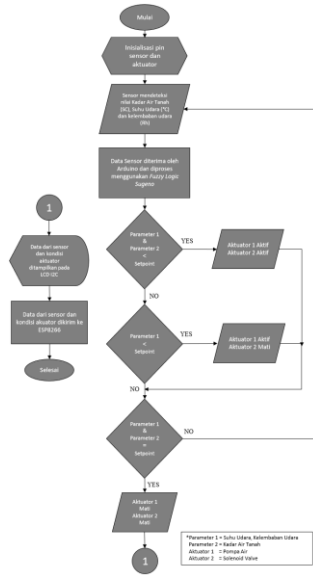 Mulai
Inisialisasi pin
sensor dan
aktuator
Sensor mendeteksi
nilai Kadar Air Tanah
(SC), Suhu Udara (°C)
dan kelembaban udara
(Rh)
Data Sensor diterima oleh
Arduino dan diproses
menggunakan Fuzzy Logic
Sugeno
Parameter 1
&
Parameter 2
<
Setpoint
YES
Aktuator 1 Aktif
Aktuator 2 Aktif
NO
Parameter 1
<
Setpoint
YES
Aktuator 1 Aktif
Aktuator 2 Mati
NO
Parameter 1
&
Parameter 2
=
Setpoint
NO
YES
Aktuator 1
Mati
Aktuator 2
Mati
1
1
Data dari sensor
dan kondisi
aktuator
ditampilkan pada
LCD I2C
Data dari sensor dan
kondisi akuator dikirim ke
ESP8266
Selesai
*Parameter 1 = Suhu Udara, Kelembaban Udara
Parameter 2 = Kadar Air Tanah
Aktuator 1 = Pompa Air
Aktuator 2 = Solenoid Valve